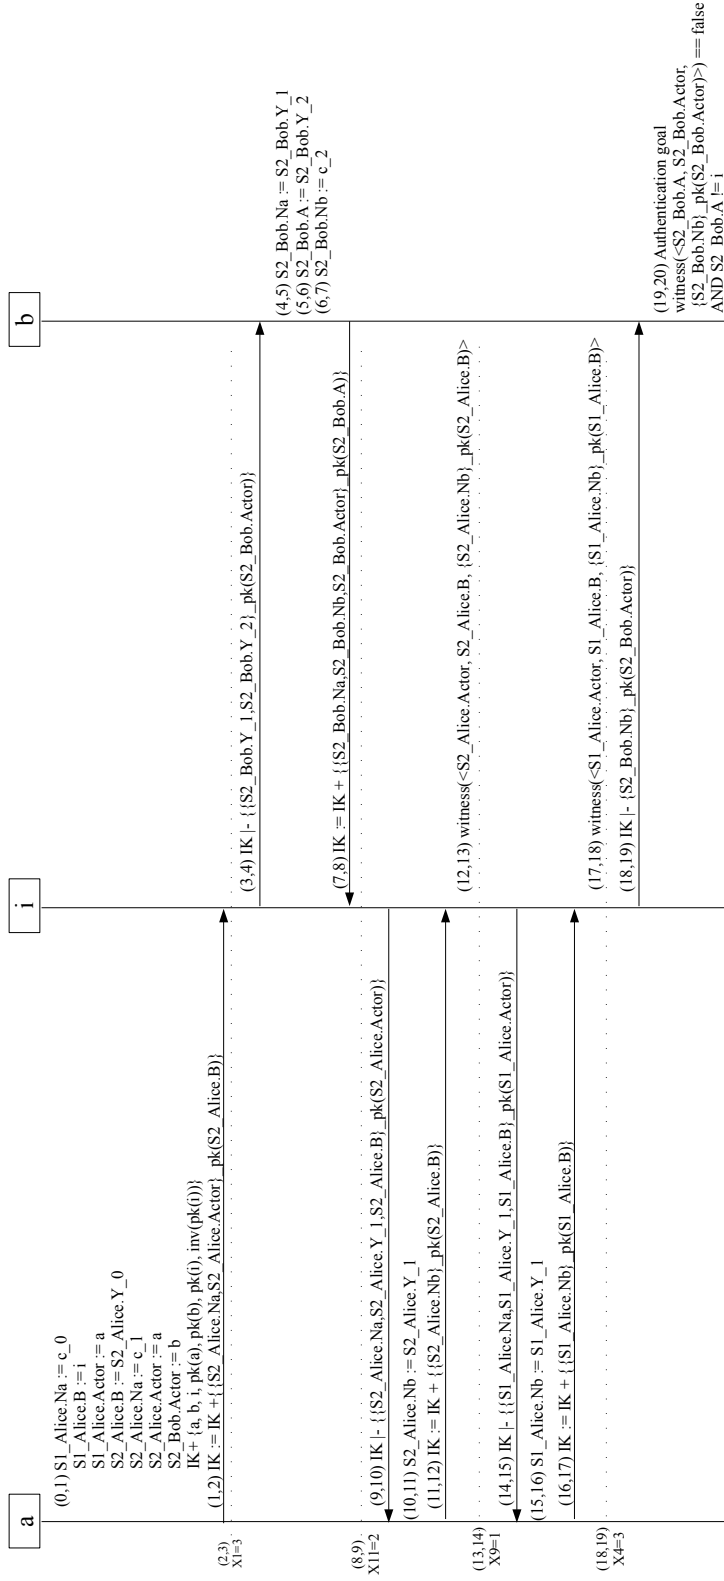 a
i
b
(0,1) S1_Alice.Na := c_0
S1_Alice.B := i
S1_Alice.Actor := a
S2_Alice.B := S2_Alice.Y_0
S2_Alice.Na := c_1
S2_Alice.Actor := a
S2_Bob.Actor := b
IK+ {a, b, i, pk(a), pk(b), pk(i), inv(pk(i))}
(1,2) IK := IK +{{S2_Alice.Na,S2_Alice.Actor}_pk(S2_Alice.B)}
(2,3)
X1=3
(3,4) IK |- {{S2_Bob.Y_1,S2_Bob.Y_2}_pk(S2_Bob.Actor)}
(4,5) S2_Bob.Na := S2_Bob.Y_1
(5,6) S2_Bob.A := S2_Bob.Y_2
(6,7) S2_Bob.Nb := c_2
(7,8) IK := IK + {{S2_Bob.Na,S2_Bob.Nb,S2_Bob.Actor}_pk(S2_Bob.A)}
(8,9)
X11=2
(9,10) IK |- {{S2_Alice.Na,S2_Alice.Y_1,S2_Alice.B}_pk(S2_Alice.Actor)}
(10,11) S2_Alice.Nb := S2_Alice.Y_1
(11,12) IK := IK + {{S2_Alice.Nb}_pk(S2_Alice.B)}
(12,13) witness(<S2_Alice.Actor, S2_Alice.B, {S2_Alice.Nb}_pk(S2_Alice.B)>
(13,14)
X9=1
(14,15) IK |- {{S1_Alice.Na,S1_Alice.Y_1,S1_Alice.B}_pk(S1_Alice.Actor)}
(15,16) S1_Alice.Nb := S1_Alice.Y_1
(16,17) IK := IK + {{S1_Alice.Nb}_pk(S1_Alice.B)}
(17,18) witness(<S1_Alice.Actor, S1_Alice.B, {S1_Alice.Nb}_pk(S1_Alice.B)>
(18,19)
X4=3
(18,19) IK |- {S2_Bob.Nb}_pk(S2_Bob.Actor)}
(19,20) Authentication goal
witness(<S2_Bob.A, S2_Bob.Actor,
{S2_Bob.Nb}_pk(S2_Bob.Actor)>) == false
AND S2_Bob.A != i